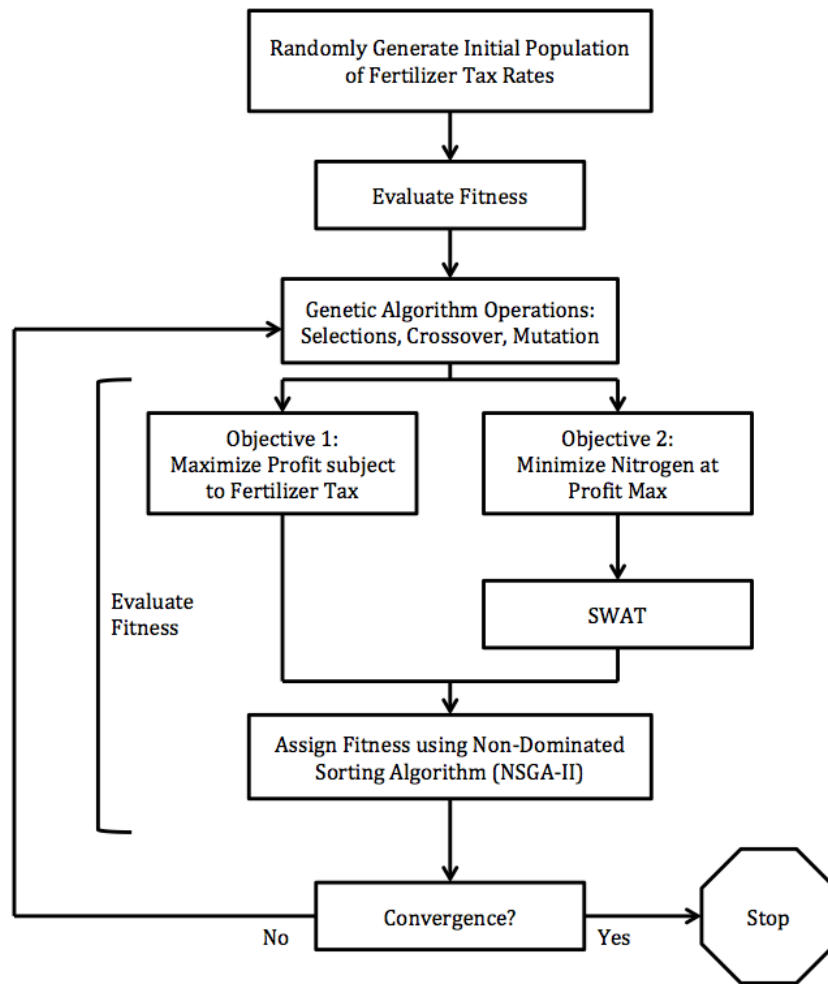 Randomly Generate Initial Population
of Fertilizer Tax Rates
Evaluate Fitness
Genetic Algorithm Operations:
Selections, Crossover, Mutation
Objective 1:
Maximize Profit subject
to Fertilizer Tax
Objective 2:
Minimize Nitrogen at
Profit Max
Evaluate
Fitness
SWAT
Assign Fitness using Non-Dominated
Sorting Algorithm (NSGA-II)
Convergence?
No
Yes
Stop